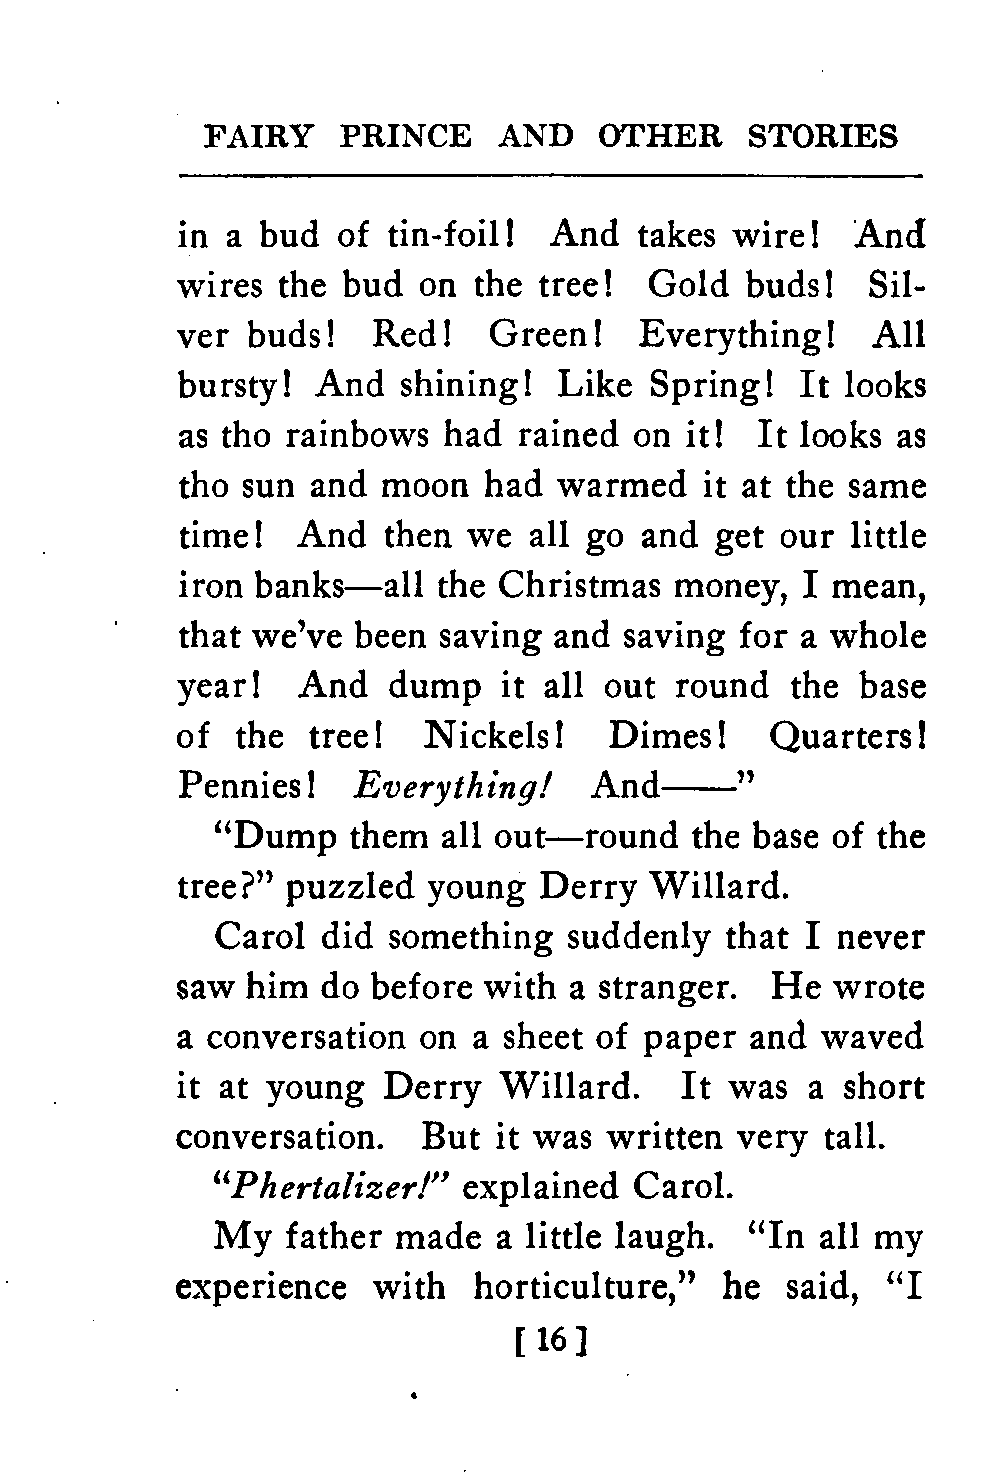 FAIRY PRINCE AND OTHER STORIES
in a bud of tin-foil! And takes wire! And
wires the bud on the tree! Gold buds! Sil-
ver buds! Red! Green! Everything! All
bursty! And shining! Like Spring! It looks
as tho rainbows had rained on it! It looks as
tho sun and moon had warmed it at the same
time! And then we all go and get our little
iron banks—all the Christmas money, I mean,
that we've been saving and saving for a whole
year! And dump it all out round the base
of the tree! Nickels! Dimes! Quarters!
Pennies! Everything! And——"
"Dump them all out—round the base of the
tree?" puzzled young Derry Willard.
Carol did something suddenly that I never
saw him do before with a stranger. He wrote
a conversation on a sheet of paper and waved
it at young Derry Willard. It was a short
conversation. But it was written very tall.
"Phertalizer!" explained Carol.
My father made a little laugh. "In all my
experience with horticulture," he said, "I
[ 16 ]